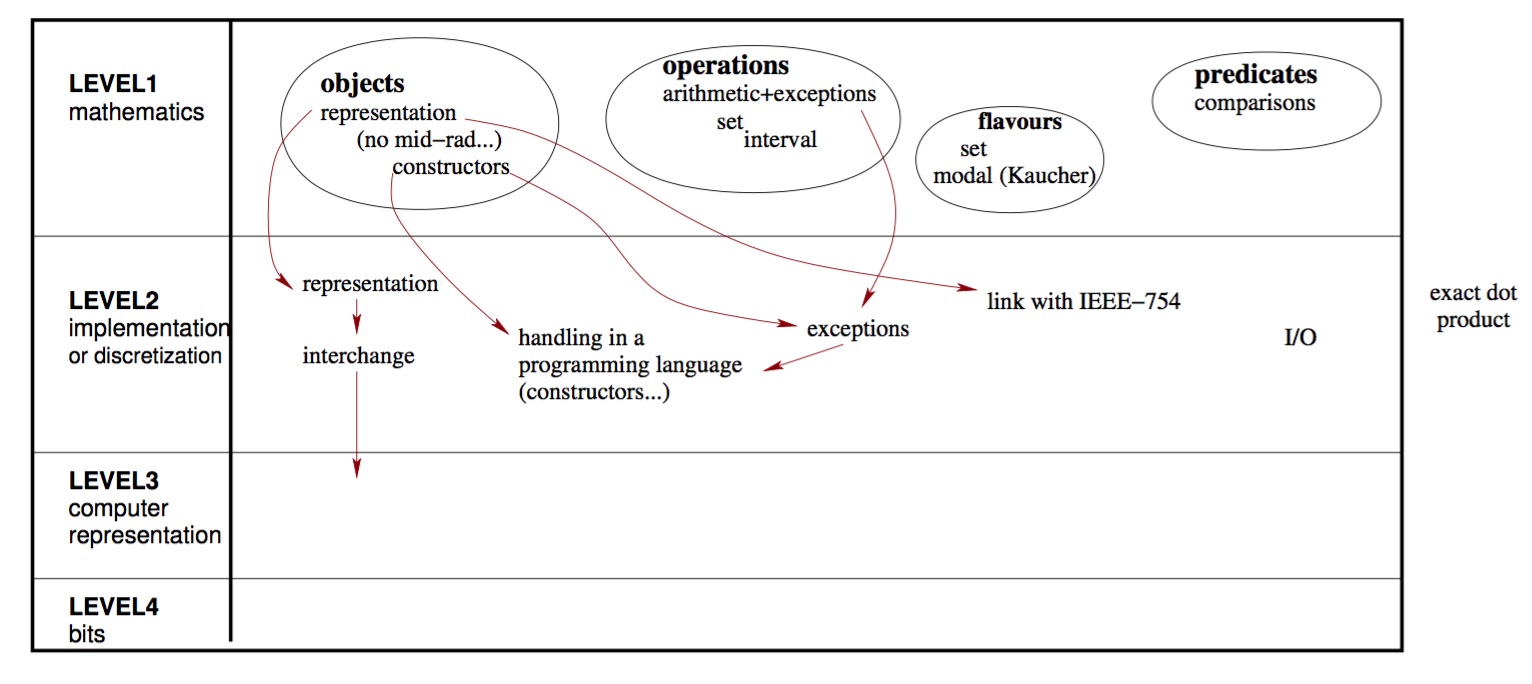 LEVEL1
mathematics
objects
representation
(no mid−rad...)
constructors
operations
arithmetic+exceptions
set
interval
flavours
set
modal (Kaucher)
predicates
comparisons
LEVEL2
implementation
or discretization
representation
interchange
handling in a
programming language
(constructors...)
exceptions
link with IEEE−754
I/O
exact dot
product
LEVEL3
computer
representation
LEVEL4
bits